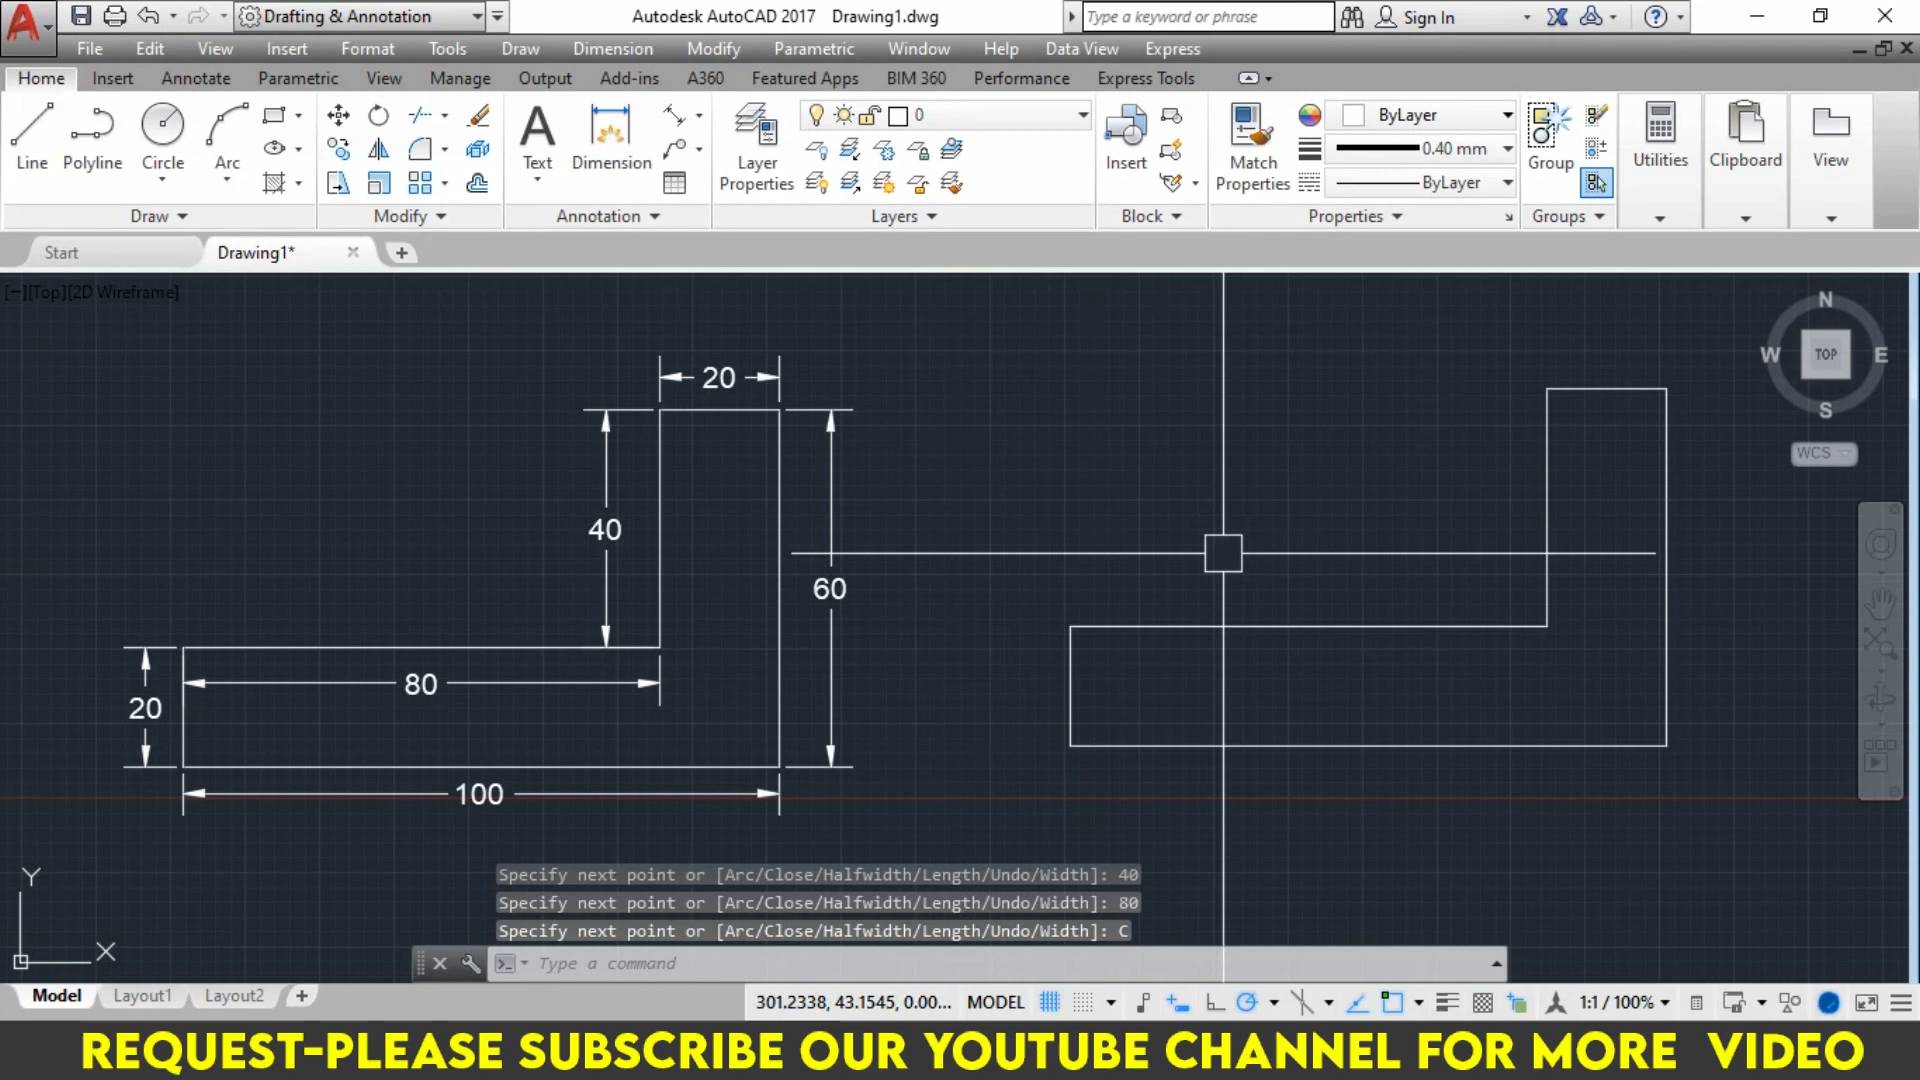 Drafting & Annotation
Autodesk AutoCAD 2017 Drawing1.dwg
Type a keyword or phrase
Sign In
File Edit View Insert Format Tools Draw Dimension Modify Parametric Window Help Data View Express
Home Insert Annotate Parametric View Manage Output Add-ins A360 Featured Apps BIM 360 Performance Express Tools
0
ByLayer
Line Polyline Circle Arc
Text Dimension
Layer Properties
Insert
Match Properties
0.40 mm
ByLayer
Group
Utilities Clipboard View
Draw Modify Annotation Layers Block Properties Groups
Start Drawing1*
[−][Top][2D Wireframe]
N
W TOP E
S
WCS
20
40
60
80
20
100
Y
X
Specify next point or [Arc/Close/Halfwidth/Length/Undo/Width]: 40
Specify next point or [Arc/Close/Halfwidth/Length/Undo/Width]: 80
Specify next point or [Arc/Close/Halfwidth/Length/Undo/Width]: C
Type a command
Model Layout1 Layout2
301.2338, 43.1545, 0.00... MODEL 1:1 / 100%
REQUEST-PLEASE SUBSCRIBE OUR YOUTUBE CHANNEL FOR MORE VIDEO